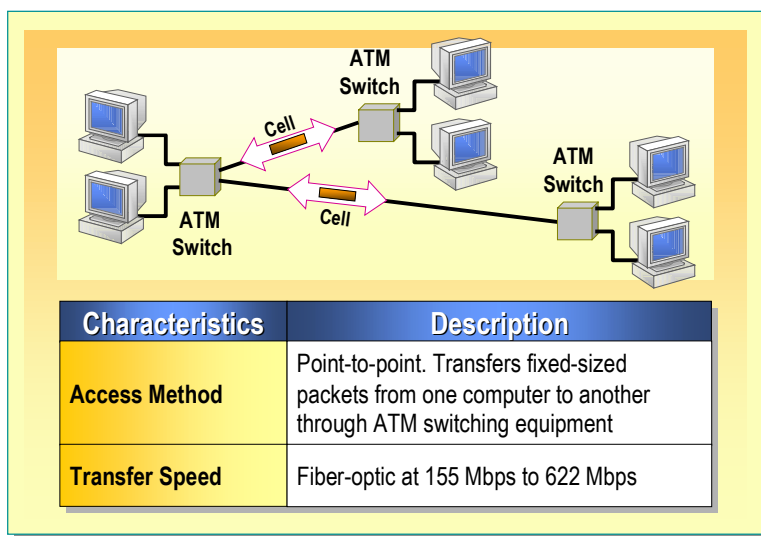 ATM
Switch
Cell
ATM
Switch
ATM
Switch
Cell
Characteristics
Description
Access Method
Point-to-point. Transfers fixed-sized
packets from one computer to another
through ATM switching equipment
Transfer Speed
Fiber-optic at 155 Mbps to 622 Mbps